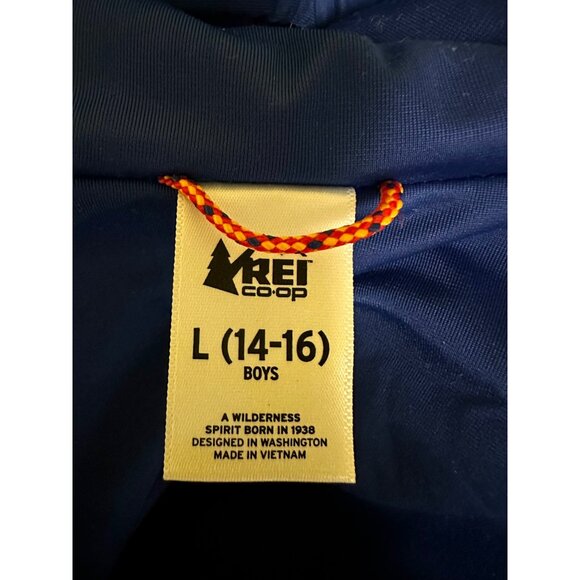 REI
CO·OP
L (14-16)
BOYS
A WILDERNESS
SPIRIT BORN IN 1938
DESIGNED IN WASHINGTON
MADE IN VIETNAM